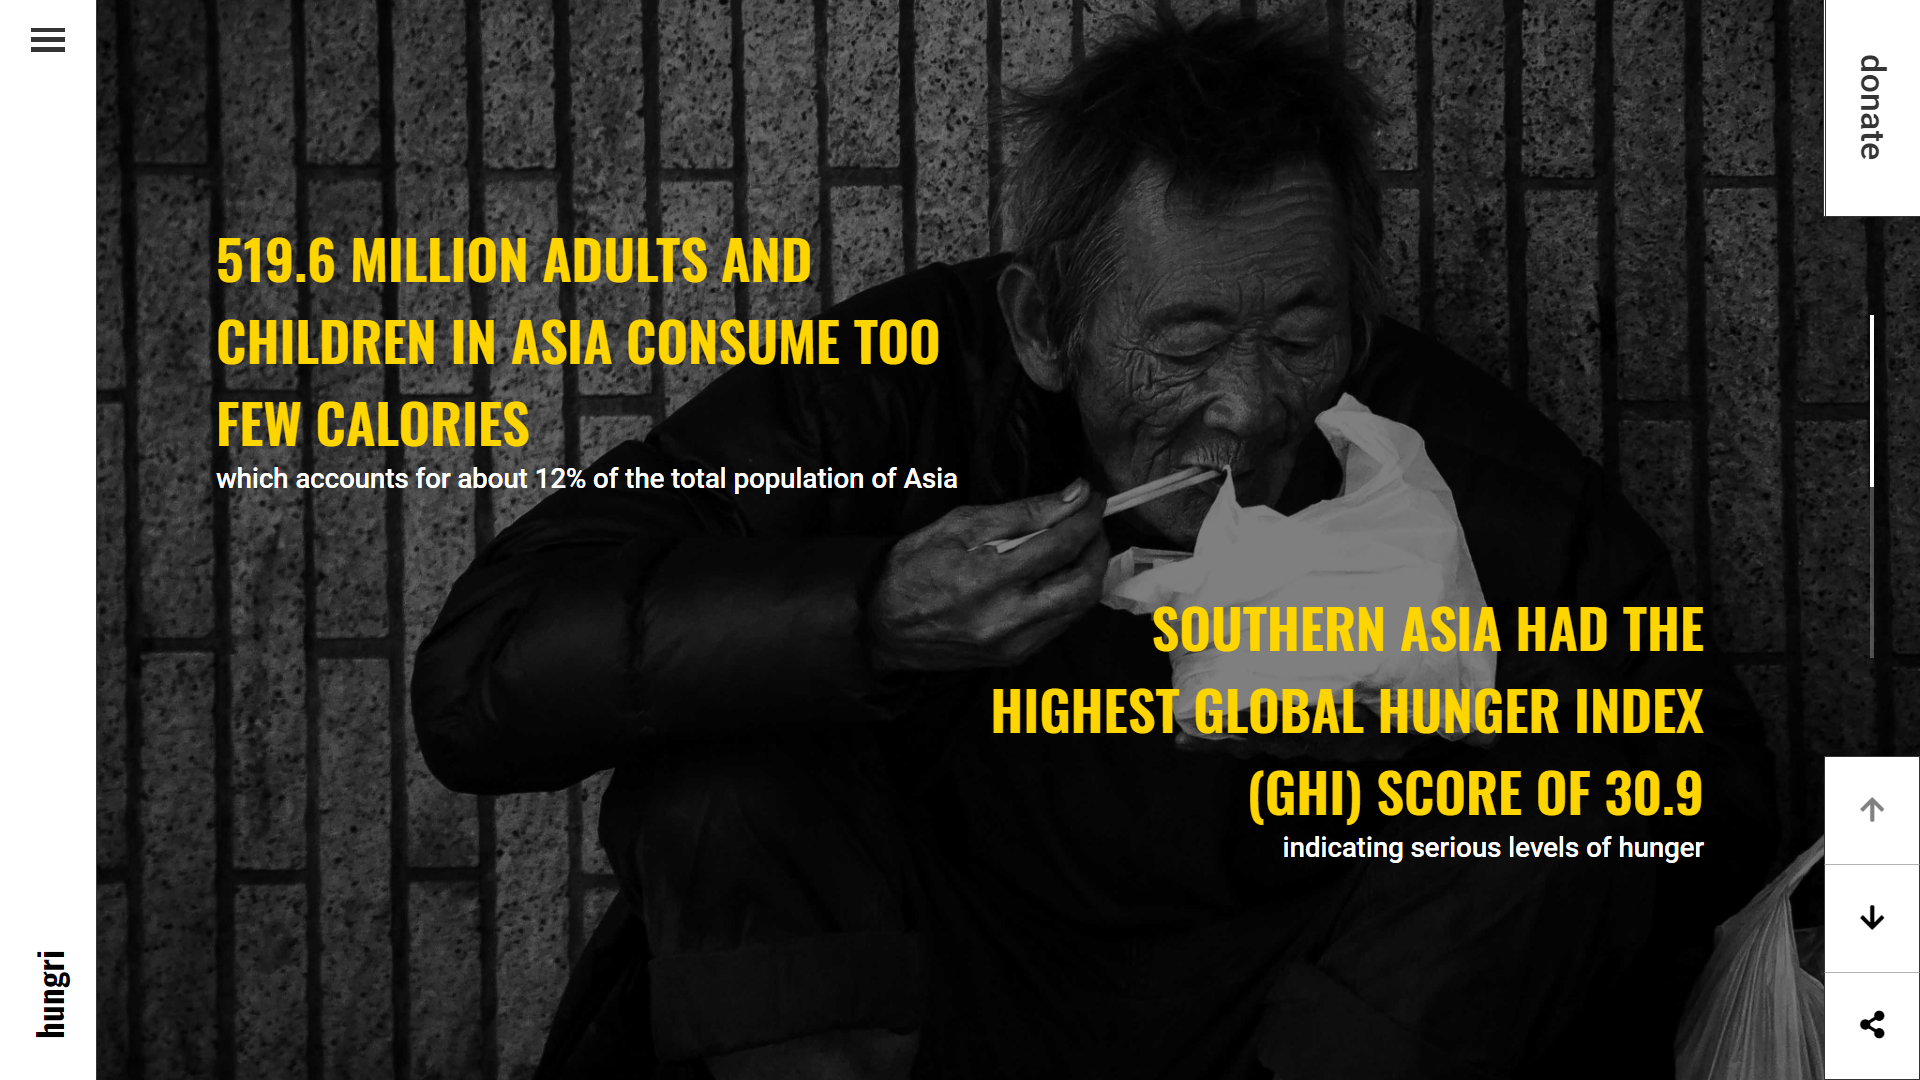 donate
519.6 MILLION ADULTS AND
CHILDREN IN ASIA CONSUME TOO
FEW CALORIES
which accounts for about 12% of the total population of Asia
SOUTHERN ASIA HAD THE
HIGHEST GLOBAL HUNGER INDEX
(GHI) SCORE OF 30.9
indicating serious levels of hunger
hungri